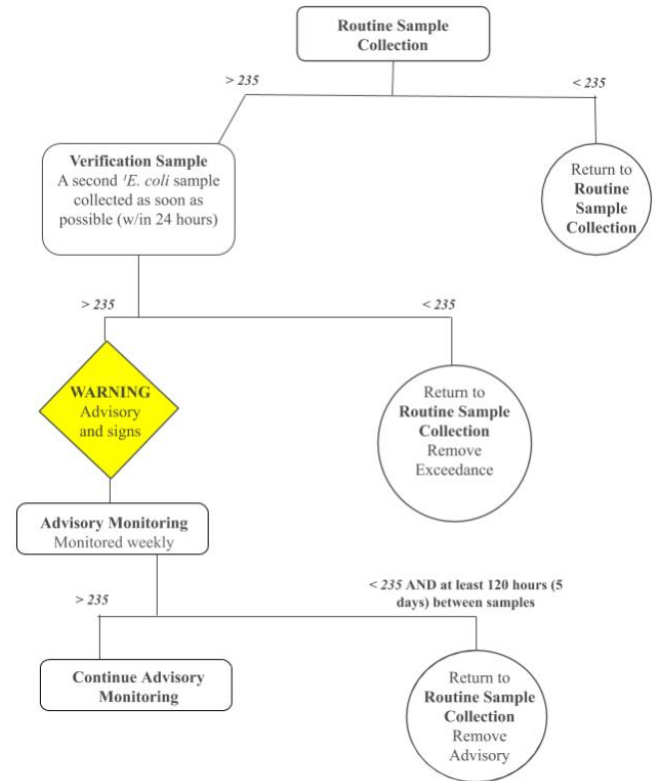 Routine Sample
Collection
> 235
< 235
Verification Sample
A second ᴵE. coli sample
collected as soon as
possible (w/in 24 hours)
Return to
Routine
Sample
Collection
> 235
< 235
WARNING
Advisory
and signs
Return to
Routine Sample
Collection
Remove
Exceedance
Advisory Monitoring
Monitored weekly
> 235
< 235 AND at least 120 hours (5
days) between samples
Continue Advisory
Monitoring
Return to
Routine Sample
Collection
Remove
Advisory